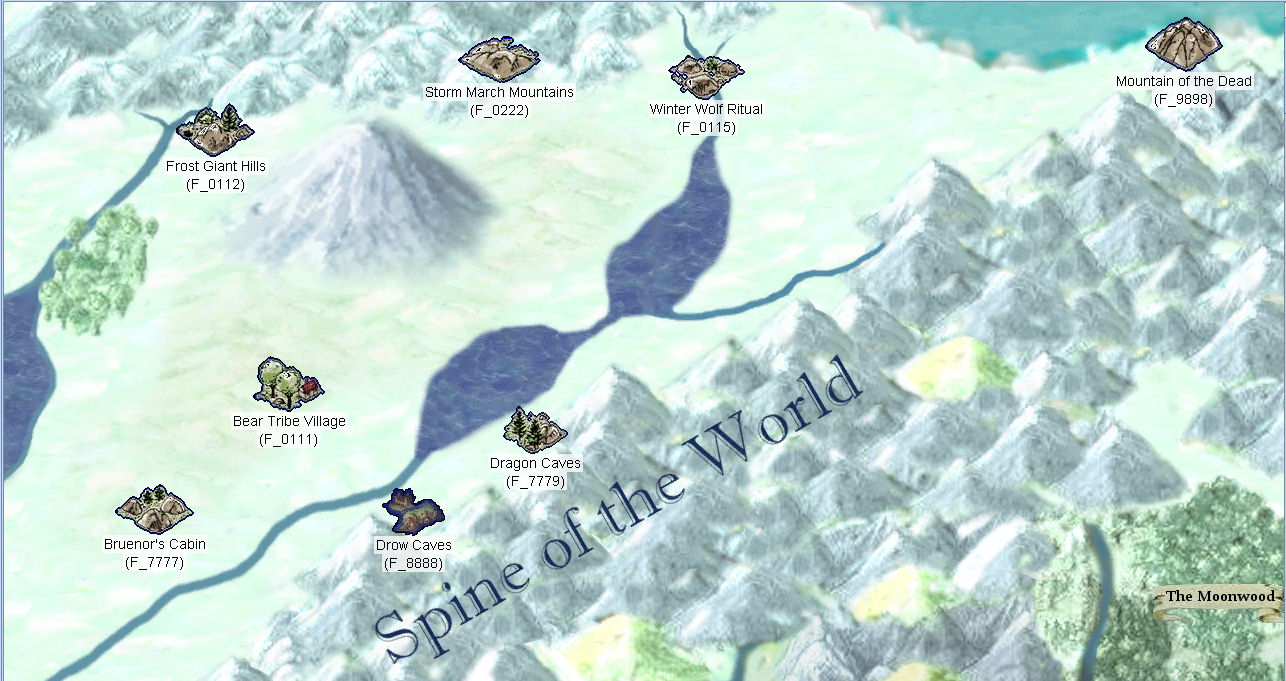 Storm March Mountains
(F_0222)
Winter Wolf Ritual
(F_0115)
Mountain of the Dead
(F_9898)
Frost Giant Hills
(F_0112)
Bear Tribe Village
(F_0111)
Dragon Caves
(F_7779)
Spine of the World
Bruenor's Cabin
(F_7777)
Drow Caves
(F_8888)
The Moonwood